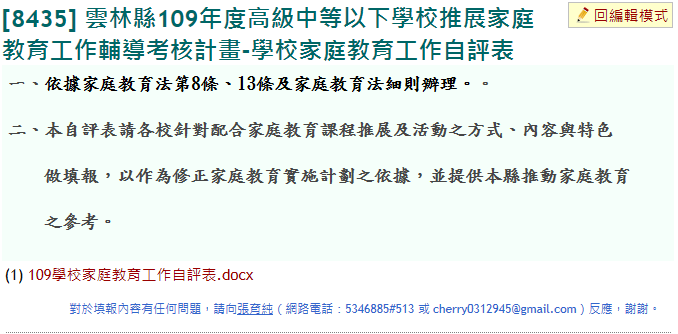 [8435] 雲林縣109年度高級中等以下學校推展家庭
教育工作輔導考核計畫-學校家庭教育工作自評表
回編輯模式
一、依據家庭教育法第8條、13條及家庭教育法細則辦理。。
二、本自評表請各校針對配合家庭教育課程推展及活動之方式、內容與特色
做填報，以作為修正家庭教育實施計劃之依據，並提供本縣推動家庭教育
之參考。
(1) 109學校家庭教育工作自評表.docx
對於填報內容有任何問題，請向張育純（網路電話：5346885#513 或 cherry0312945@gmail.com）反應，謝謝。